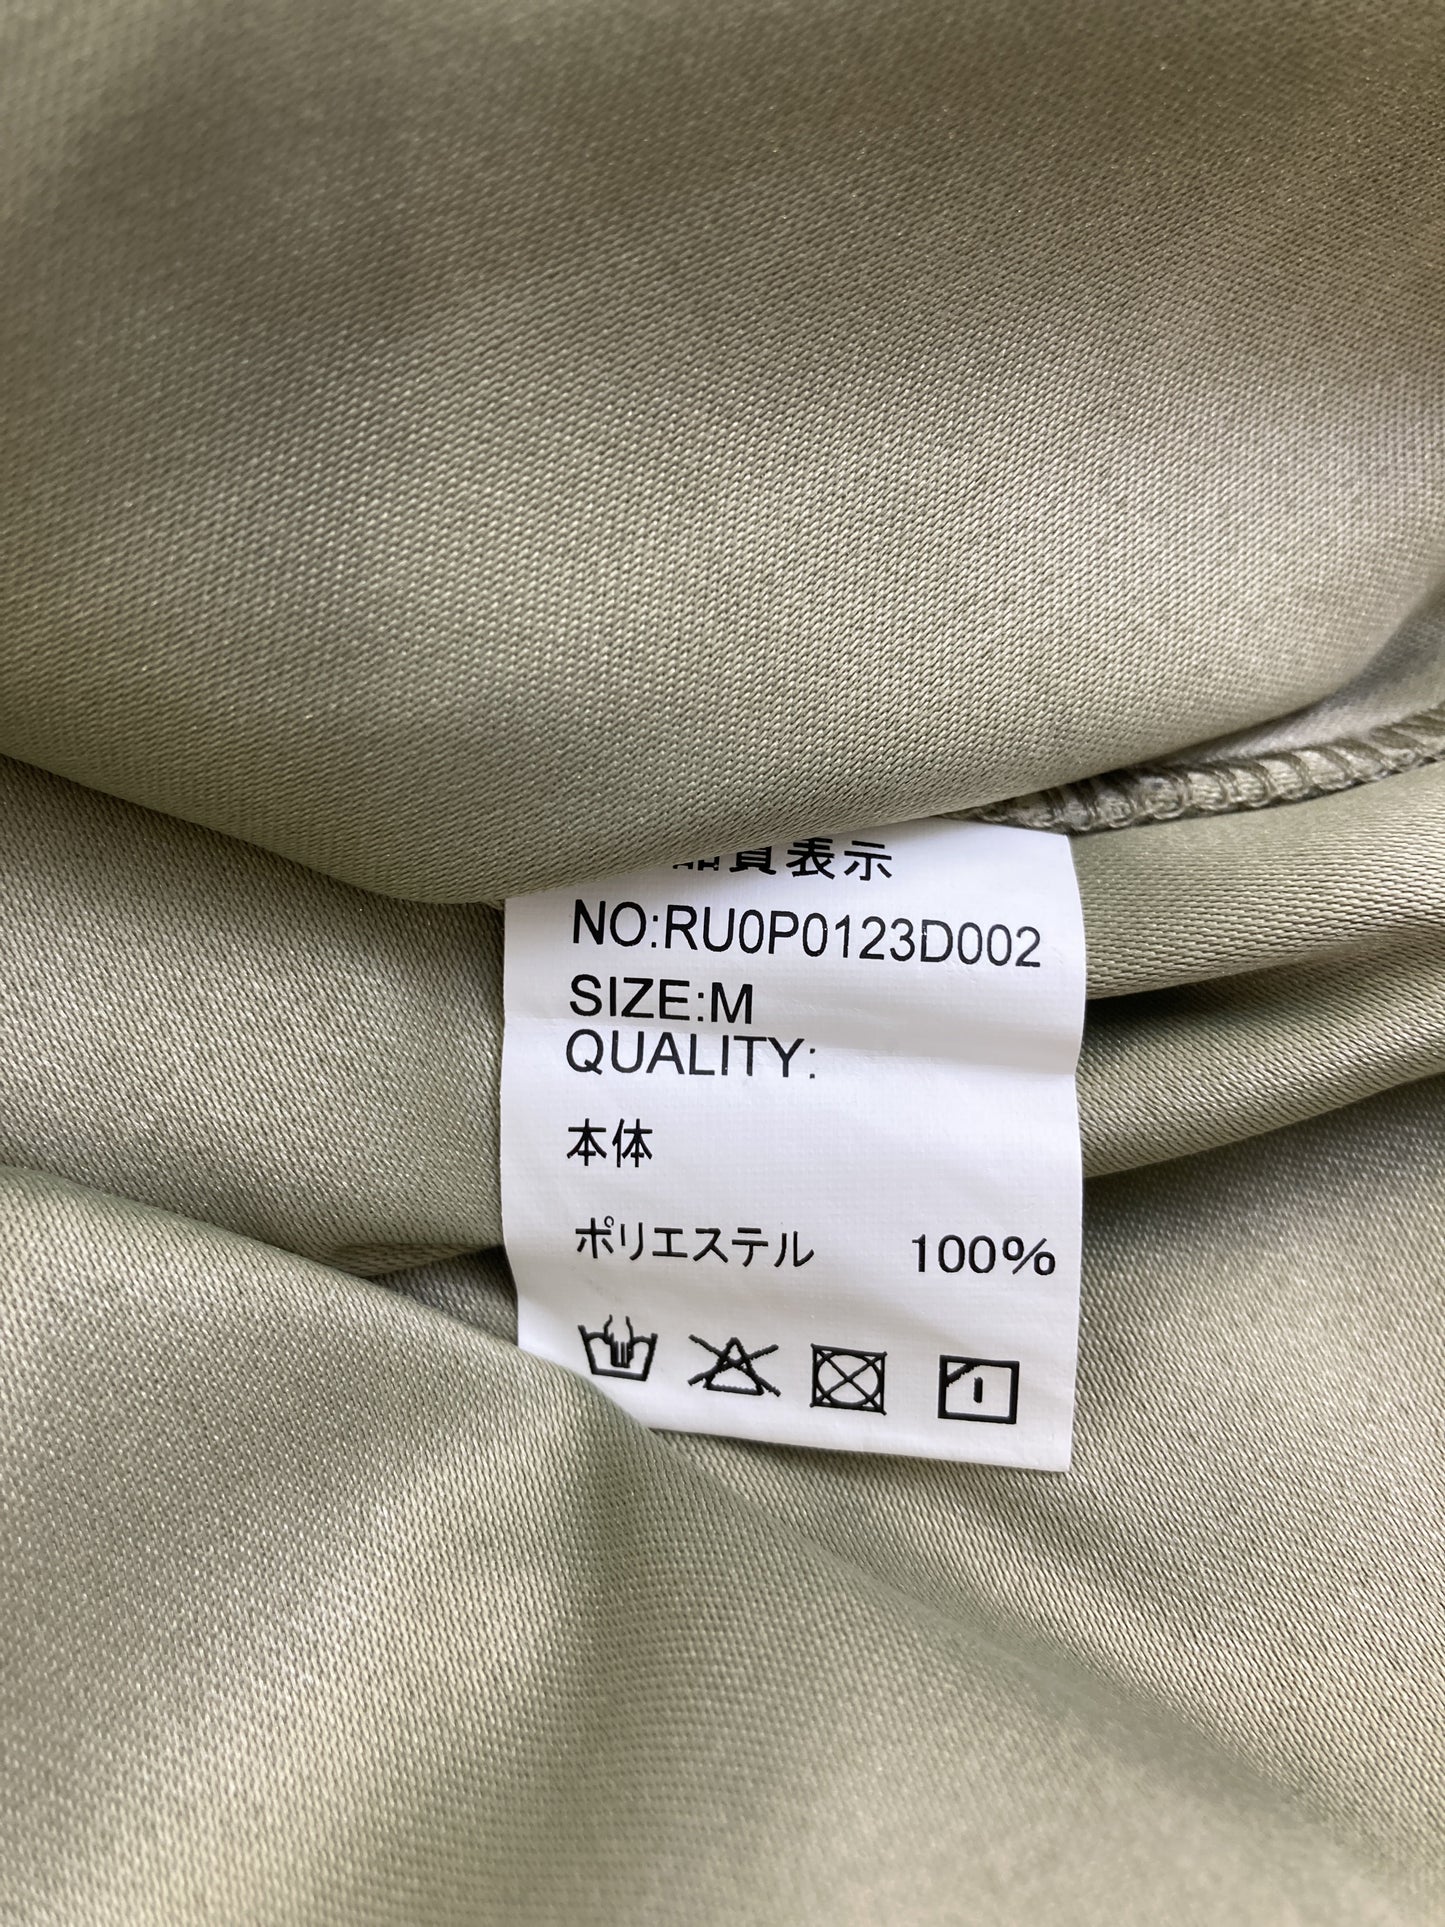 品質表示
NO:RU0P0123D002
SIZE:M
QUALITY:
本体
ポリエステル 100%